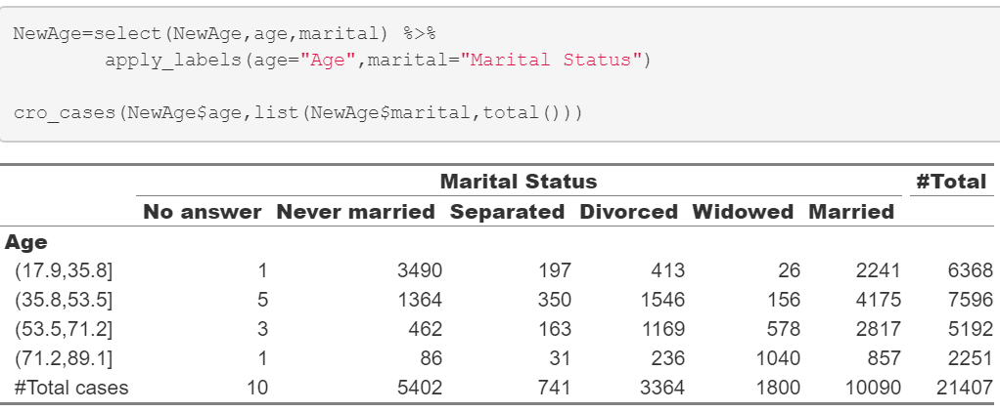 NewAge=select(NewAge,age,marital) %>%
apply_labels(age="Age",marital="Marital Status")
cro_cases(NewAge$age,list(NewAge$marital,total()))
Marital Status #Total
No answer Never married Separated Divorced Widowed Married
Age
(17.9,35.8] 1 3490 197 413 26 2241 6368
(35.8,53.5] 5 1364 350 1546 156 4175 7596
(53.5,71.2] 3 462 163 1169 578 2817 5192
(71.2,89.1] 1 86 31 236 1040 857 2251
#Total cases 10 5402 741 3364 1800 10090 21407